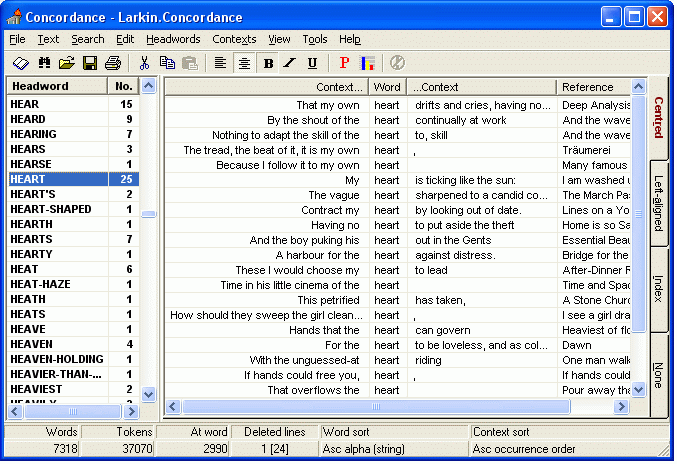 Concordance - Larkin.Concordance
File Text Search Edit Headwords Contexts View Tools Help
B I U P
Headword No.
HEAR 15
HEARD 9
HEARING 7
HEARS 3
HEARSE 1
HEART 25
HEART'S 2
HEART-SHAPED 1
HEARTH 1
HEARTS 7
HEARTY 1
HEAT 6
HEAT-HAZE 1
HEATH 1
HEATS 1
HEAVE 1
HEAVEN 4
HEAVEN-HOLDING 1
HEAVIER-THAN-... 1
HEAVIEST 2
HEAVILY 3
Context... Word ...Context Reference
That my own heart drifts and cries, having no... Deep Analysis
By the shout of the heart continually at work And the wave
Nothing to adapt the skill of the heart to, skill And the wave
The tread, the beat of it, it is my own heart , Träumerei
Because I follow it to my own heart Many famous
My heart is ticking like the sun: I am washed u
The vague heart sharpened to a candid co... The March Pa
Contract my heart by looking out of date. Lines on a Yo
Having no heart to put aside the theft Home is so Sa
And the boy puking his heart out in the Gents Essential Beau
A harbour for the heart against distress. Bridge for the
These I would choose my heart to lead After-Dinner R
Time in his little cinema of the heart Time and Spac
This petrified heart has taken, A Stone Churc
How should they sweep the girl clean... heart , I see a girl dra
Hands that the heart can govern Heaviest of flo
For the heart to be loveless, and as col... Dawn
With the unguessed-at heart riding One man walk
If hands could free you, heart , If hands could
That overflows the heart Pour away tha
Centred
Left-aligned
Index
None
Words Tokens At word Deleted lines Word sort Context sort
7318 37070 2990 1 [24] Asc alpha (string) Asc occurrence order